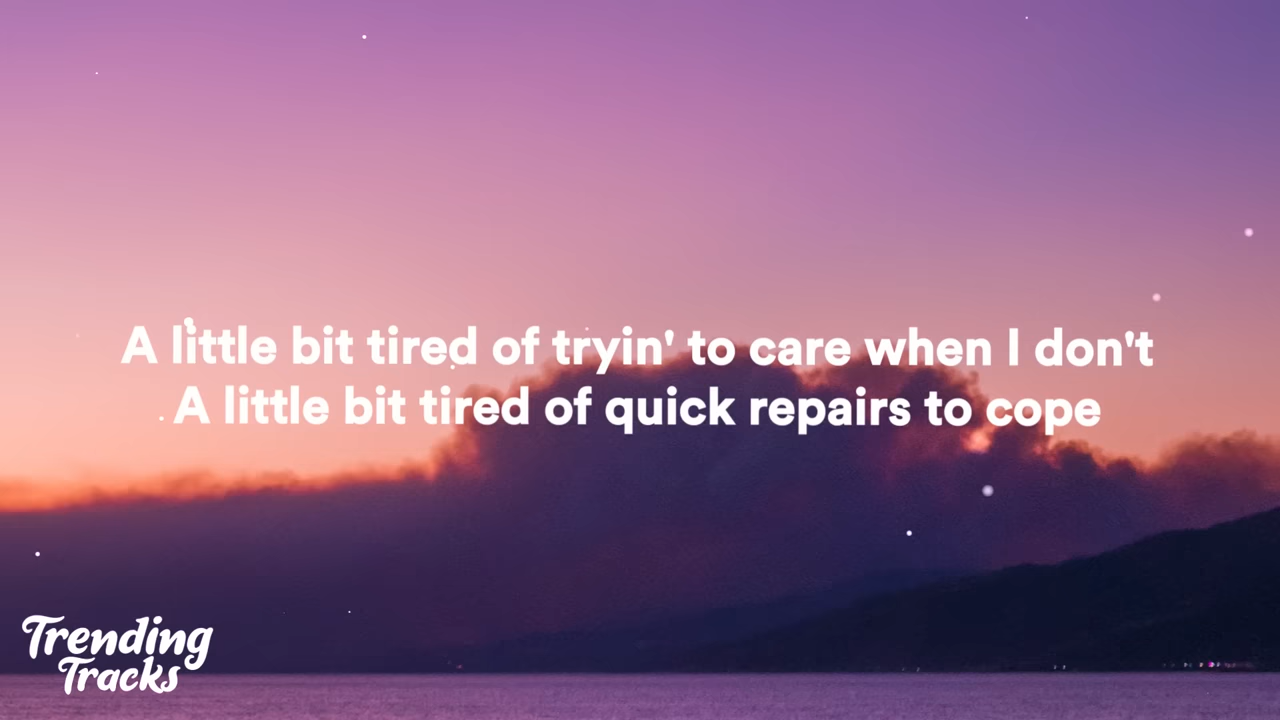 A little bit tired of tryin' to care when I don't
A little bit tired of quick repairs to cope
Trending
Tracks